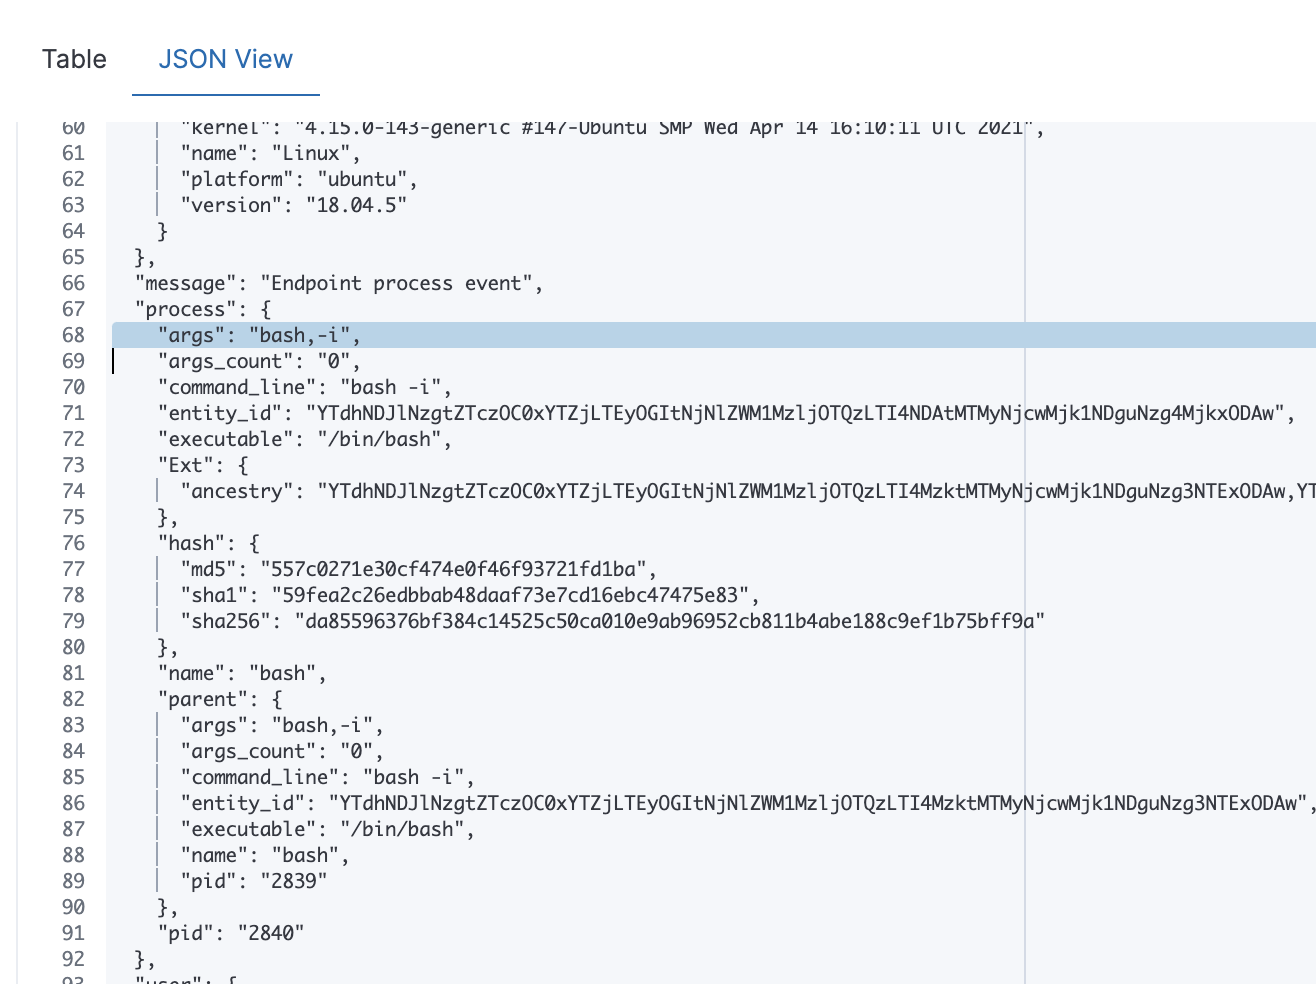 Table JSON View
60 "kernel": "4.15.0-143-generic #147-Ubuntu SMP Wed Apr 14 16:10:11 UTC 2021",
61 "name": "Linux",
62 "platform": "ubuntu",
63 "version": "18.04.5"
64 }
65 },
66 "message": "Endpoint process event",
67 "process": {
68 "args": "bash,-i",
69 "args_count": "0",
70 "command_line": "bash -i",
71 "entity_id": "YTdhNDJlNzgtZTczOC0xYTZjLTEyOGItNjNlZWM1MzljOTQzLTI4NDAtMTMyNjcwMjk1NDguNzg4MjkxODAw",
72 "executable": "/bin/bash",
73 "Ext": {
74 "ancestry": "YTdhNDJlNzgtZTczOC0xYTZjLTEyOGItNjNlZWM1MzljOTQzLTI4MzktMTMyNjcwMjk1NDguNzg3NTExODAw,YT
75 },
76 "hash": {
77 "md5": "557c0271e30cf474e0f46f93721fd1ba",
78 "sha1": "59fea2c26edbbab48daaf73e7cd16ebc47475e83",
79 "sha256": "da85596376bf384c14525c50ca010e9ab96952cb811b4abe188c9ef1b75bff9a"
80 },
81 "name": "bash",
82 "parent": {
83 "args": "bash,-i",
84 "args_count": "0",
85 "command_line": "bash -i",
86 "entity_id": "YTdhNDJlNzgtZTczOC0xYTZjLTEyOGItNjNlZWM1MzljOTQzLTI4MzktMTMyNjcwMjk1NDguNzg3NTExODAw",
87 "executable": "/bin/bash",
88 "name": "bash",
89 "pid": "2839"
90 },
91 "pid": "2840"
92 },
93 "user": {